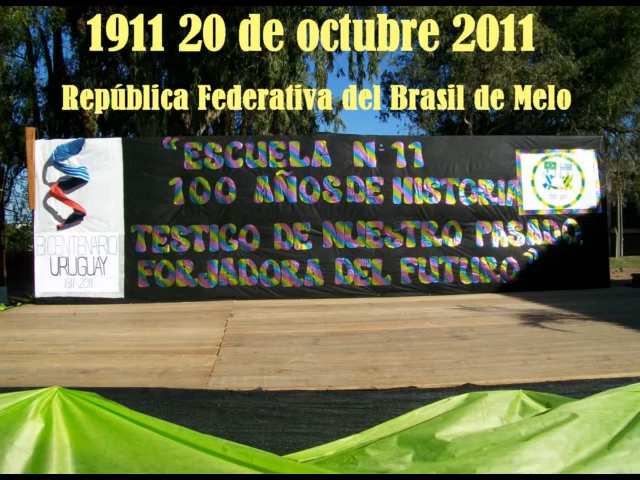 1911 20 de octubre 2011
República Federativa del Brasil de Melo
"ESCUELA N° 11
100 AÑOS DE HISTORIA
TESTIGO DE NUESTRO PASADO,
FORJADORA DEL FUTURO"
BICENTENARIO
URUGUAY
1811-2011